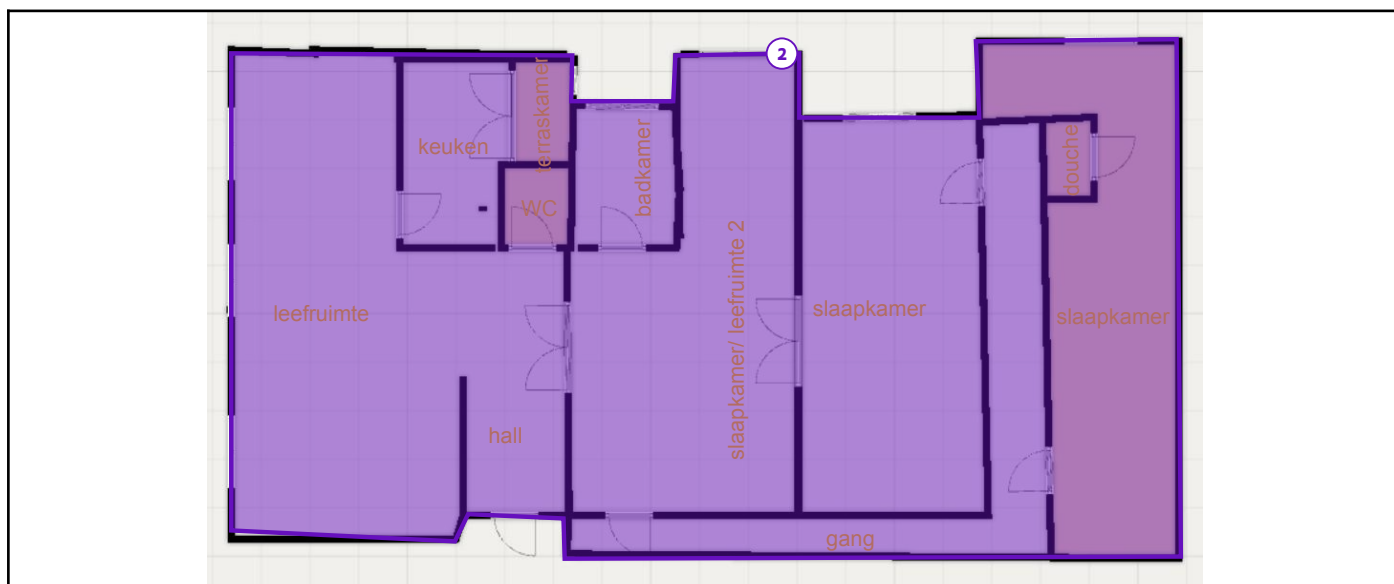 2
terraskamer
keuken
badkamer
douche
WC
leefruimte
slaapkamer/ leefruimte 2
slaapkamer
slaapkamer
hall
gang